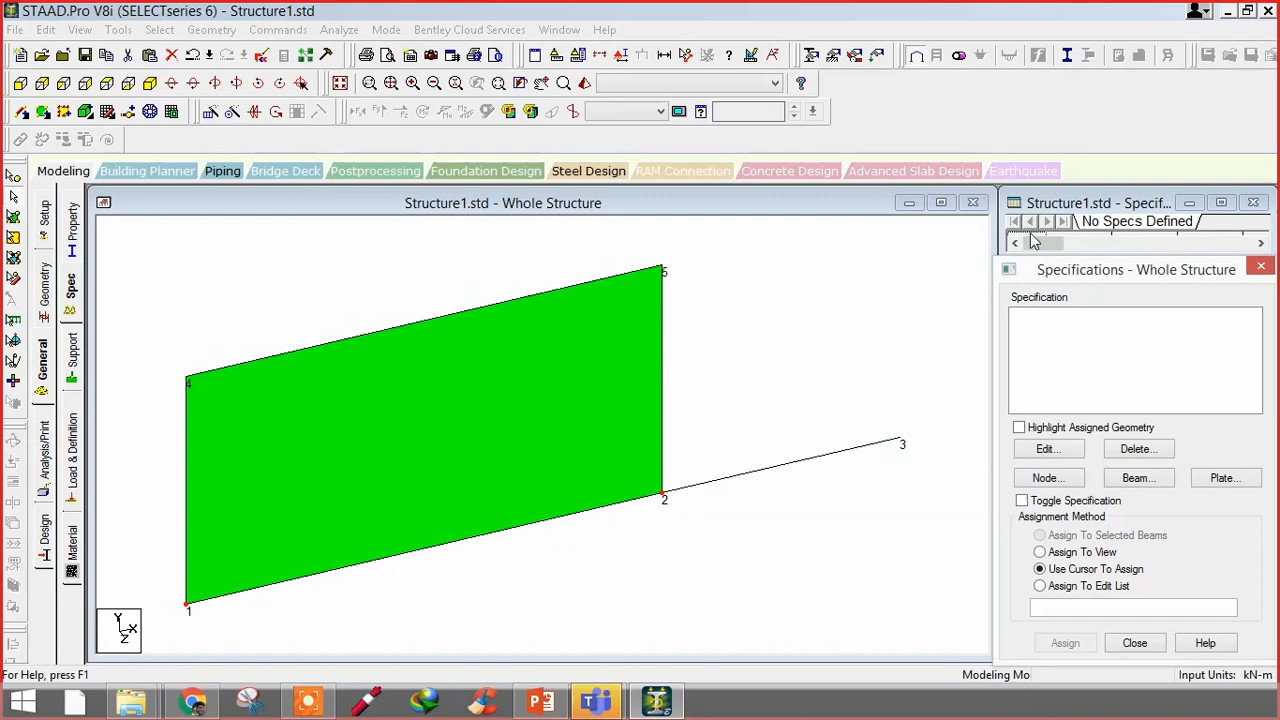 STAAD.Pro V8i (SELECTseries 6) - Structure1.std
File Edit View Tools Select Geometry Commands Analyze Mode Bentley Cloud Services Window Help
Modeling Building Planner Piping Bridge Deck Postprocessing Foundation Design Steel Design RAM Connection Concrete Design Advanced Slab Design Earthquake
Structure1.std - Whole Structure
Structure1.std - Specif...
No Specs Defined
Setup
Geometry
General
Analysis/Print
Design
Property
Spec
Support
Load & Definition
Material
5
4
3
2
1
Y
X
Z
Specifications - Whole Structure
Specification
Highlight Assigned Geometry
Edit... Delete...
Node... Beam... Plate...
Toggle Specification
Assignment Method
Assign To Selected Beams
Assign To View
Use Cursor To Assign
Assign To Edit List
Assign Close Help
For Help, press F1
Modeling Mo
Input Units: kN-m